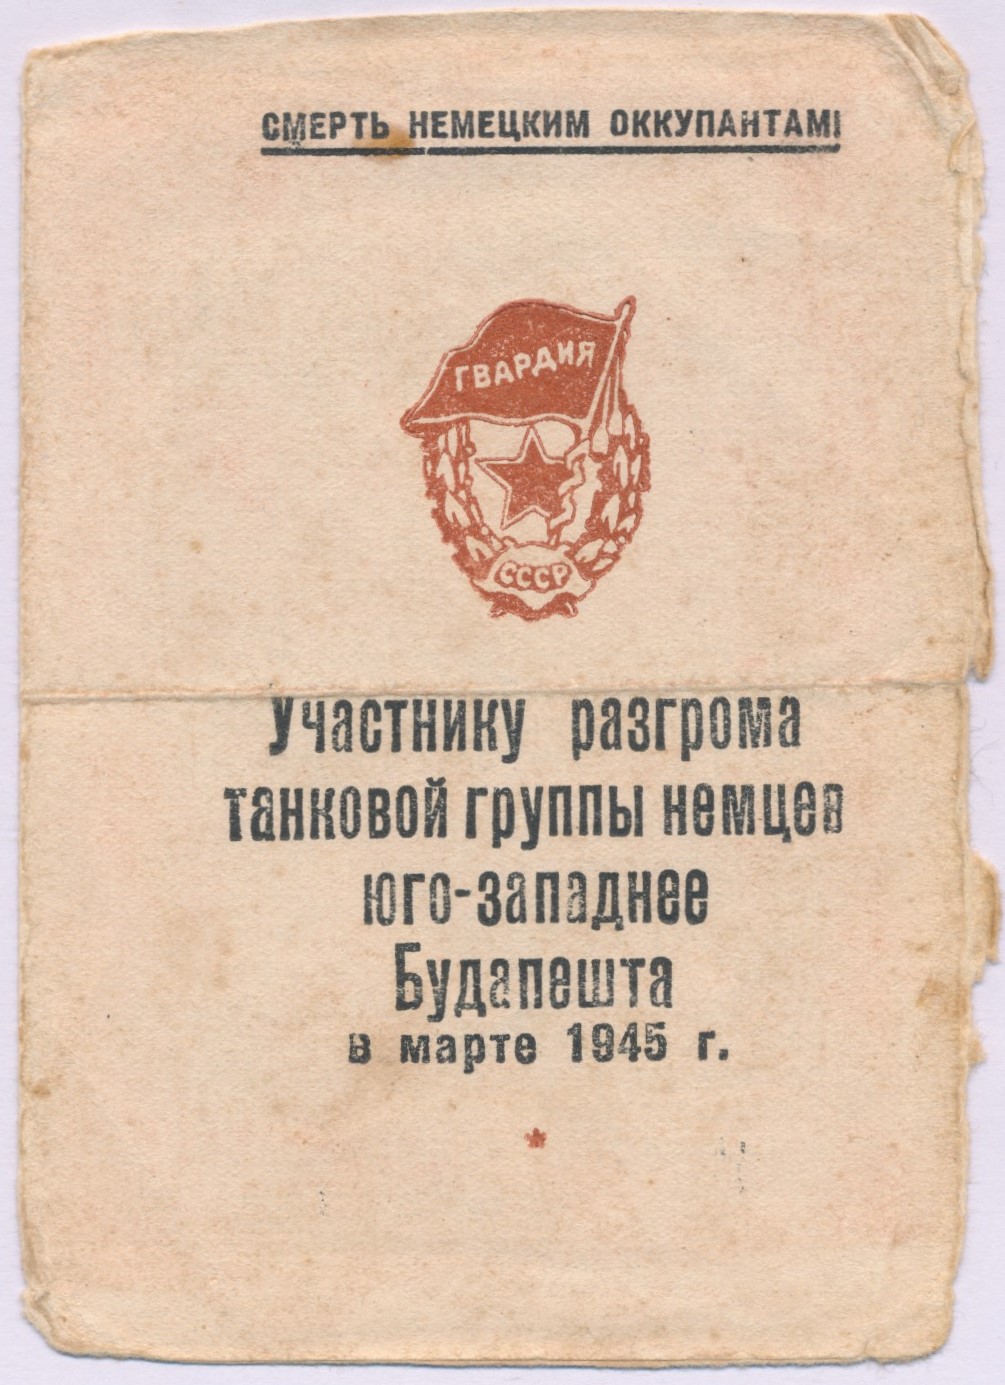 СМЕРТЬ НЕМЕЦКИМ ОККУПАНТАМ!
ГВАРДИЯ
СССР
Участнику разгрома
танковой группы немцев
юго-западнее
Будапешта
в марте 1945 г.